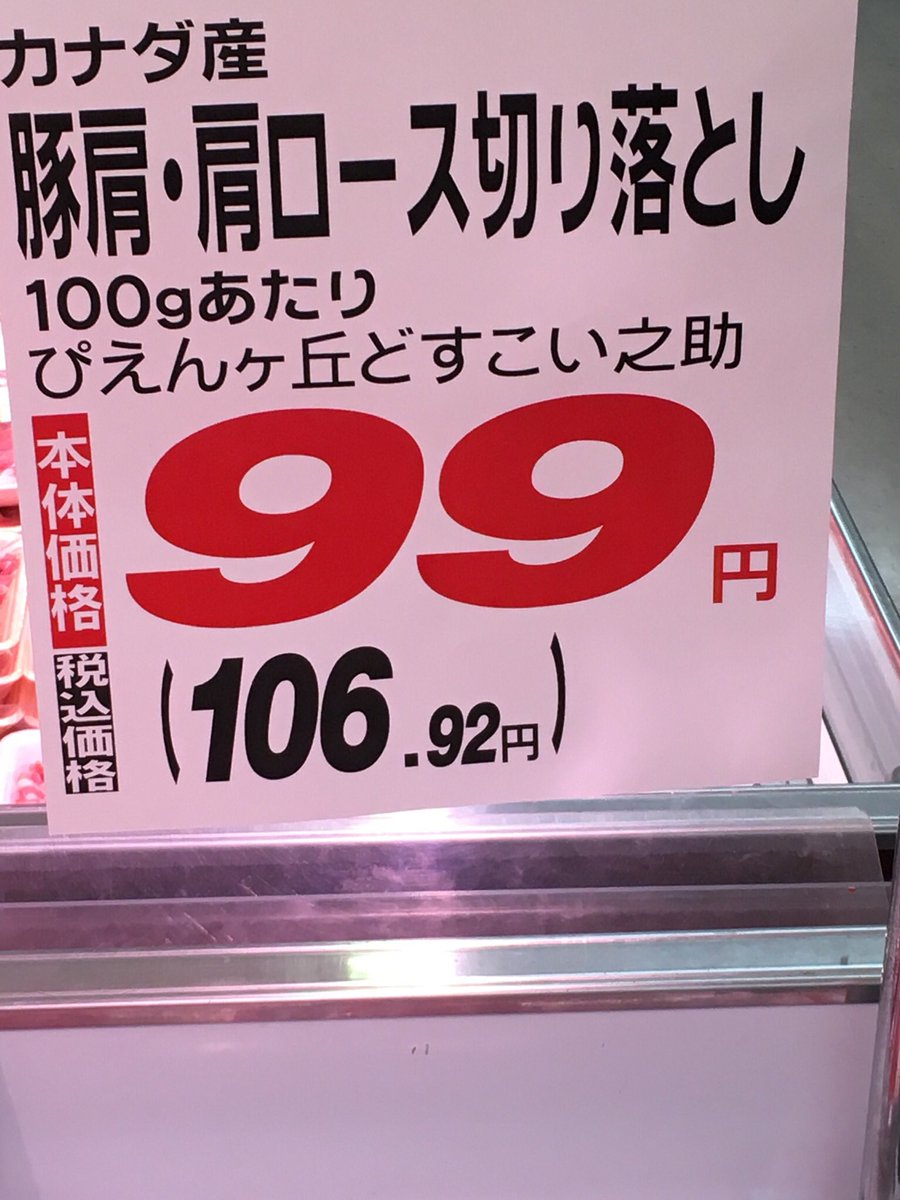 カナダ産
豚肩・肩ロース切り落とし
100gあたり
ぴえんヶ丘どすこい之助
本体価格
99円
税込価格
(106.92円)